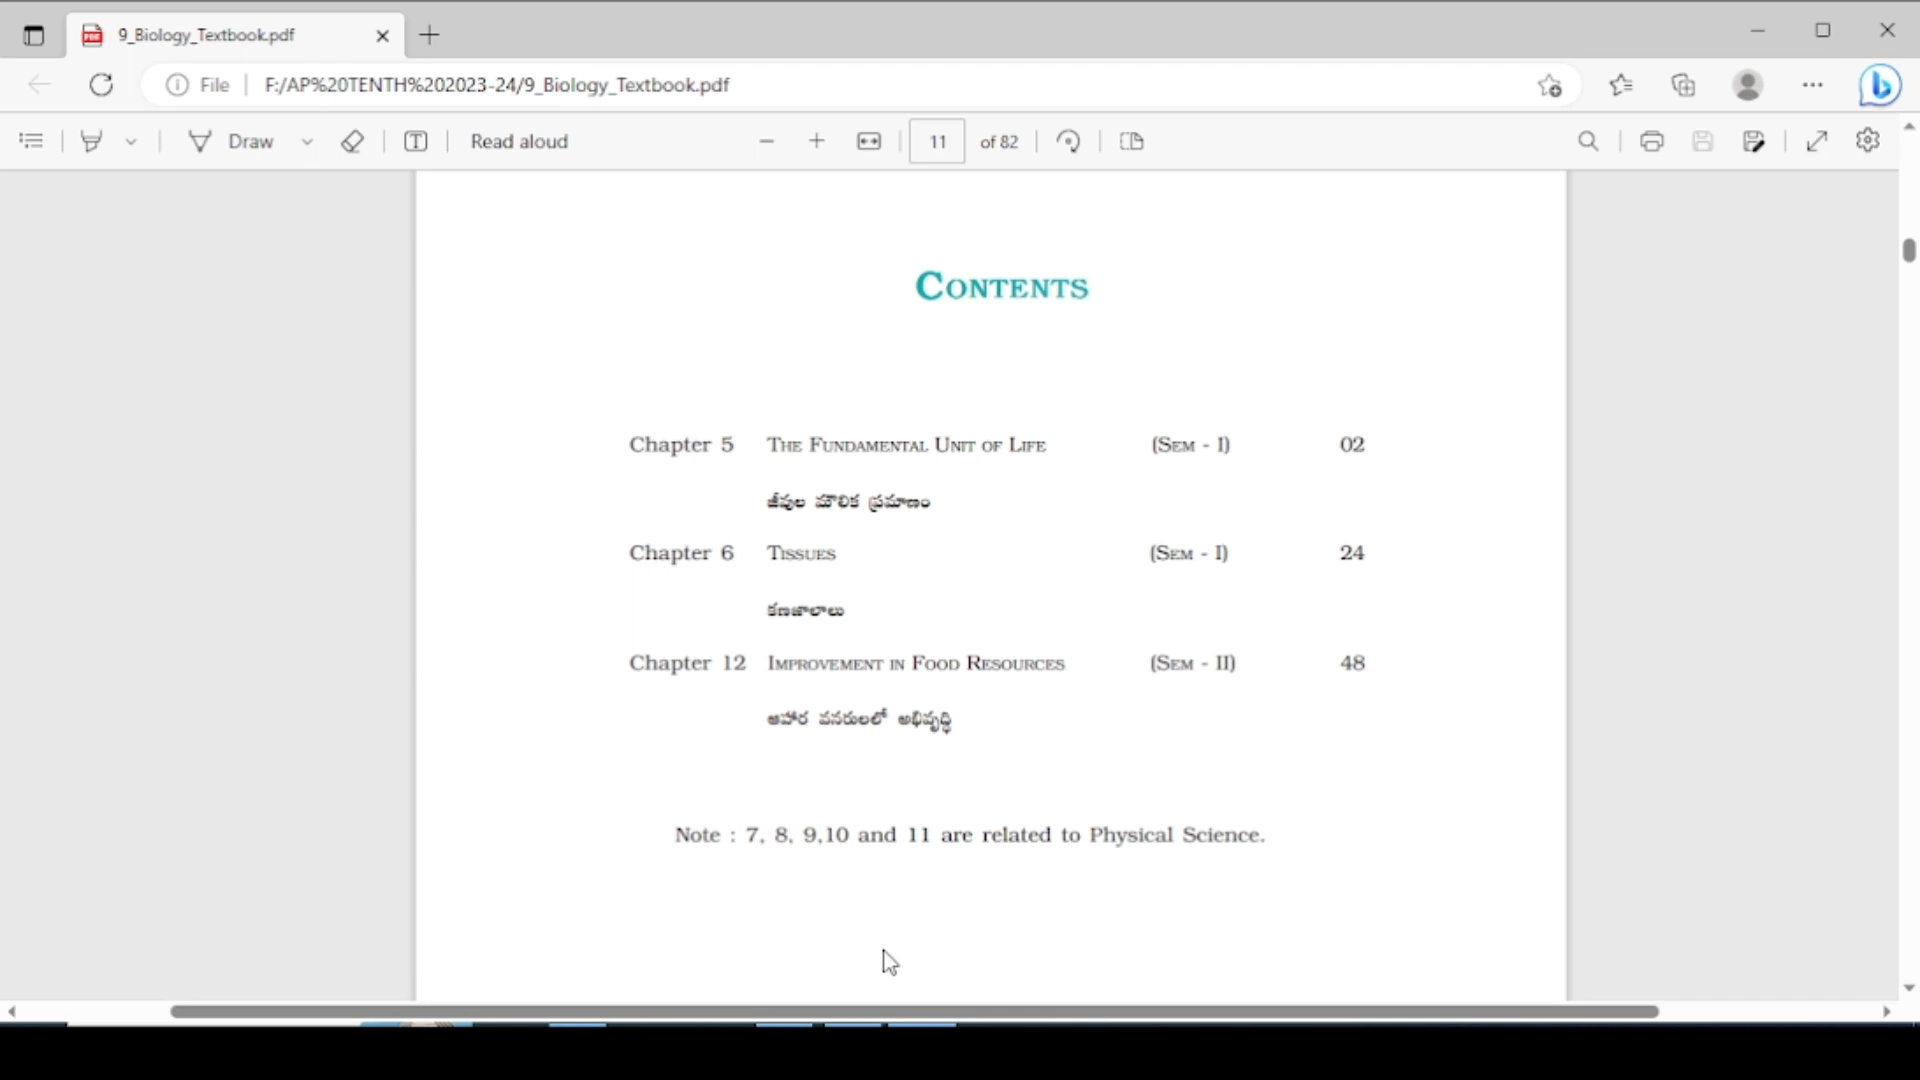 9_Biology_Textbook.pdf
File F:/AP%20TENTH%202023-24/9_Biology_Textbook.pdf
Draw Read aloud 11 of 82
CONTENTS
Chapter 5 THE FUNDAMENTAL UNIT OF LIFE (SEM - I) 02
జీవుల మౌలిక ప్రమాణం
Chapter 6 TISSUES (SEM - I) 24
కణజాలాలు
Chapter 12 IMPROVEMENT IN FOOD RESOURCES (SEM - II) 48
ఆహార వనరులలో అభివృద్ధి
Note : 7, 8, 9,10 and 11 are related to Physical Science.